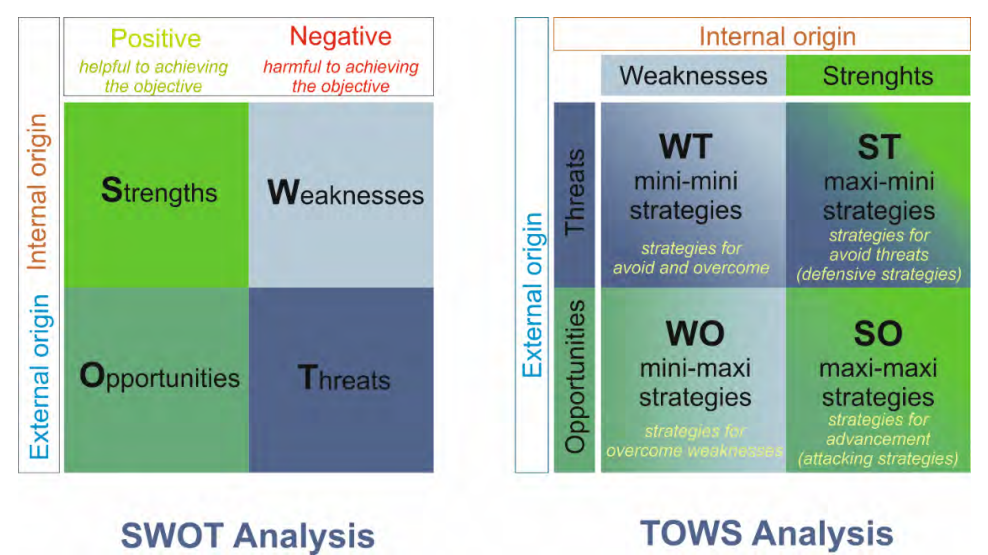 Positive
helpful to achieving
the objective
Negative
harmful to achieving
the objective
Internal origin
External origin
Strengths
Weaknesses
Opportunities
Threats
SWOT Analysis
Internal origin
Weaknesses
Strenghts
External origin
Threats
Opportunities
WT
mini-mini
strategies
strategies for
avoid and overcome
ST
maxi-mini
strategies
strategies for
avoid threats
(defensive strategies)
WO
mini-maxi
strategies
strategies for
overcome weaknesses
SO
maxi-maxi
strategies
strategies for
advancement
(attacking strategies)
TOWS Analysis